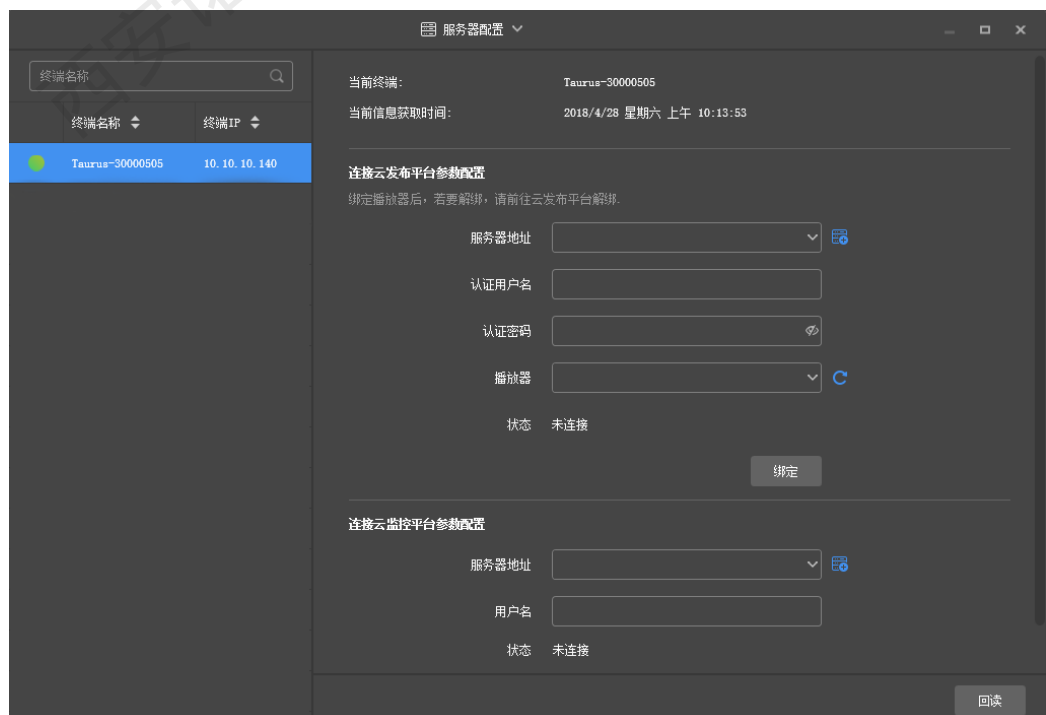 服务器配置
终端名称
终端名称 终端IP
Taurus-30000505 10.10.10.140
当前终端: Taurus-30000505
当前信息获取时间: 2018/4/28 星期六 上午 10:13:53
连接云发布平台参数配置
绑定播放器后，若要解绑，请前往云发布平台解绑.
服务器地址
认证用户名
认证密码
播放器
状态 未连接
绑定
连接云监控平台参数配置
服务器地址
用户名
状态 未连接
回读
西安诺